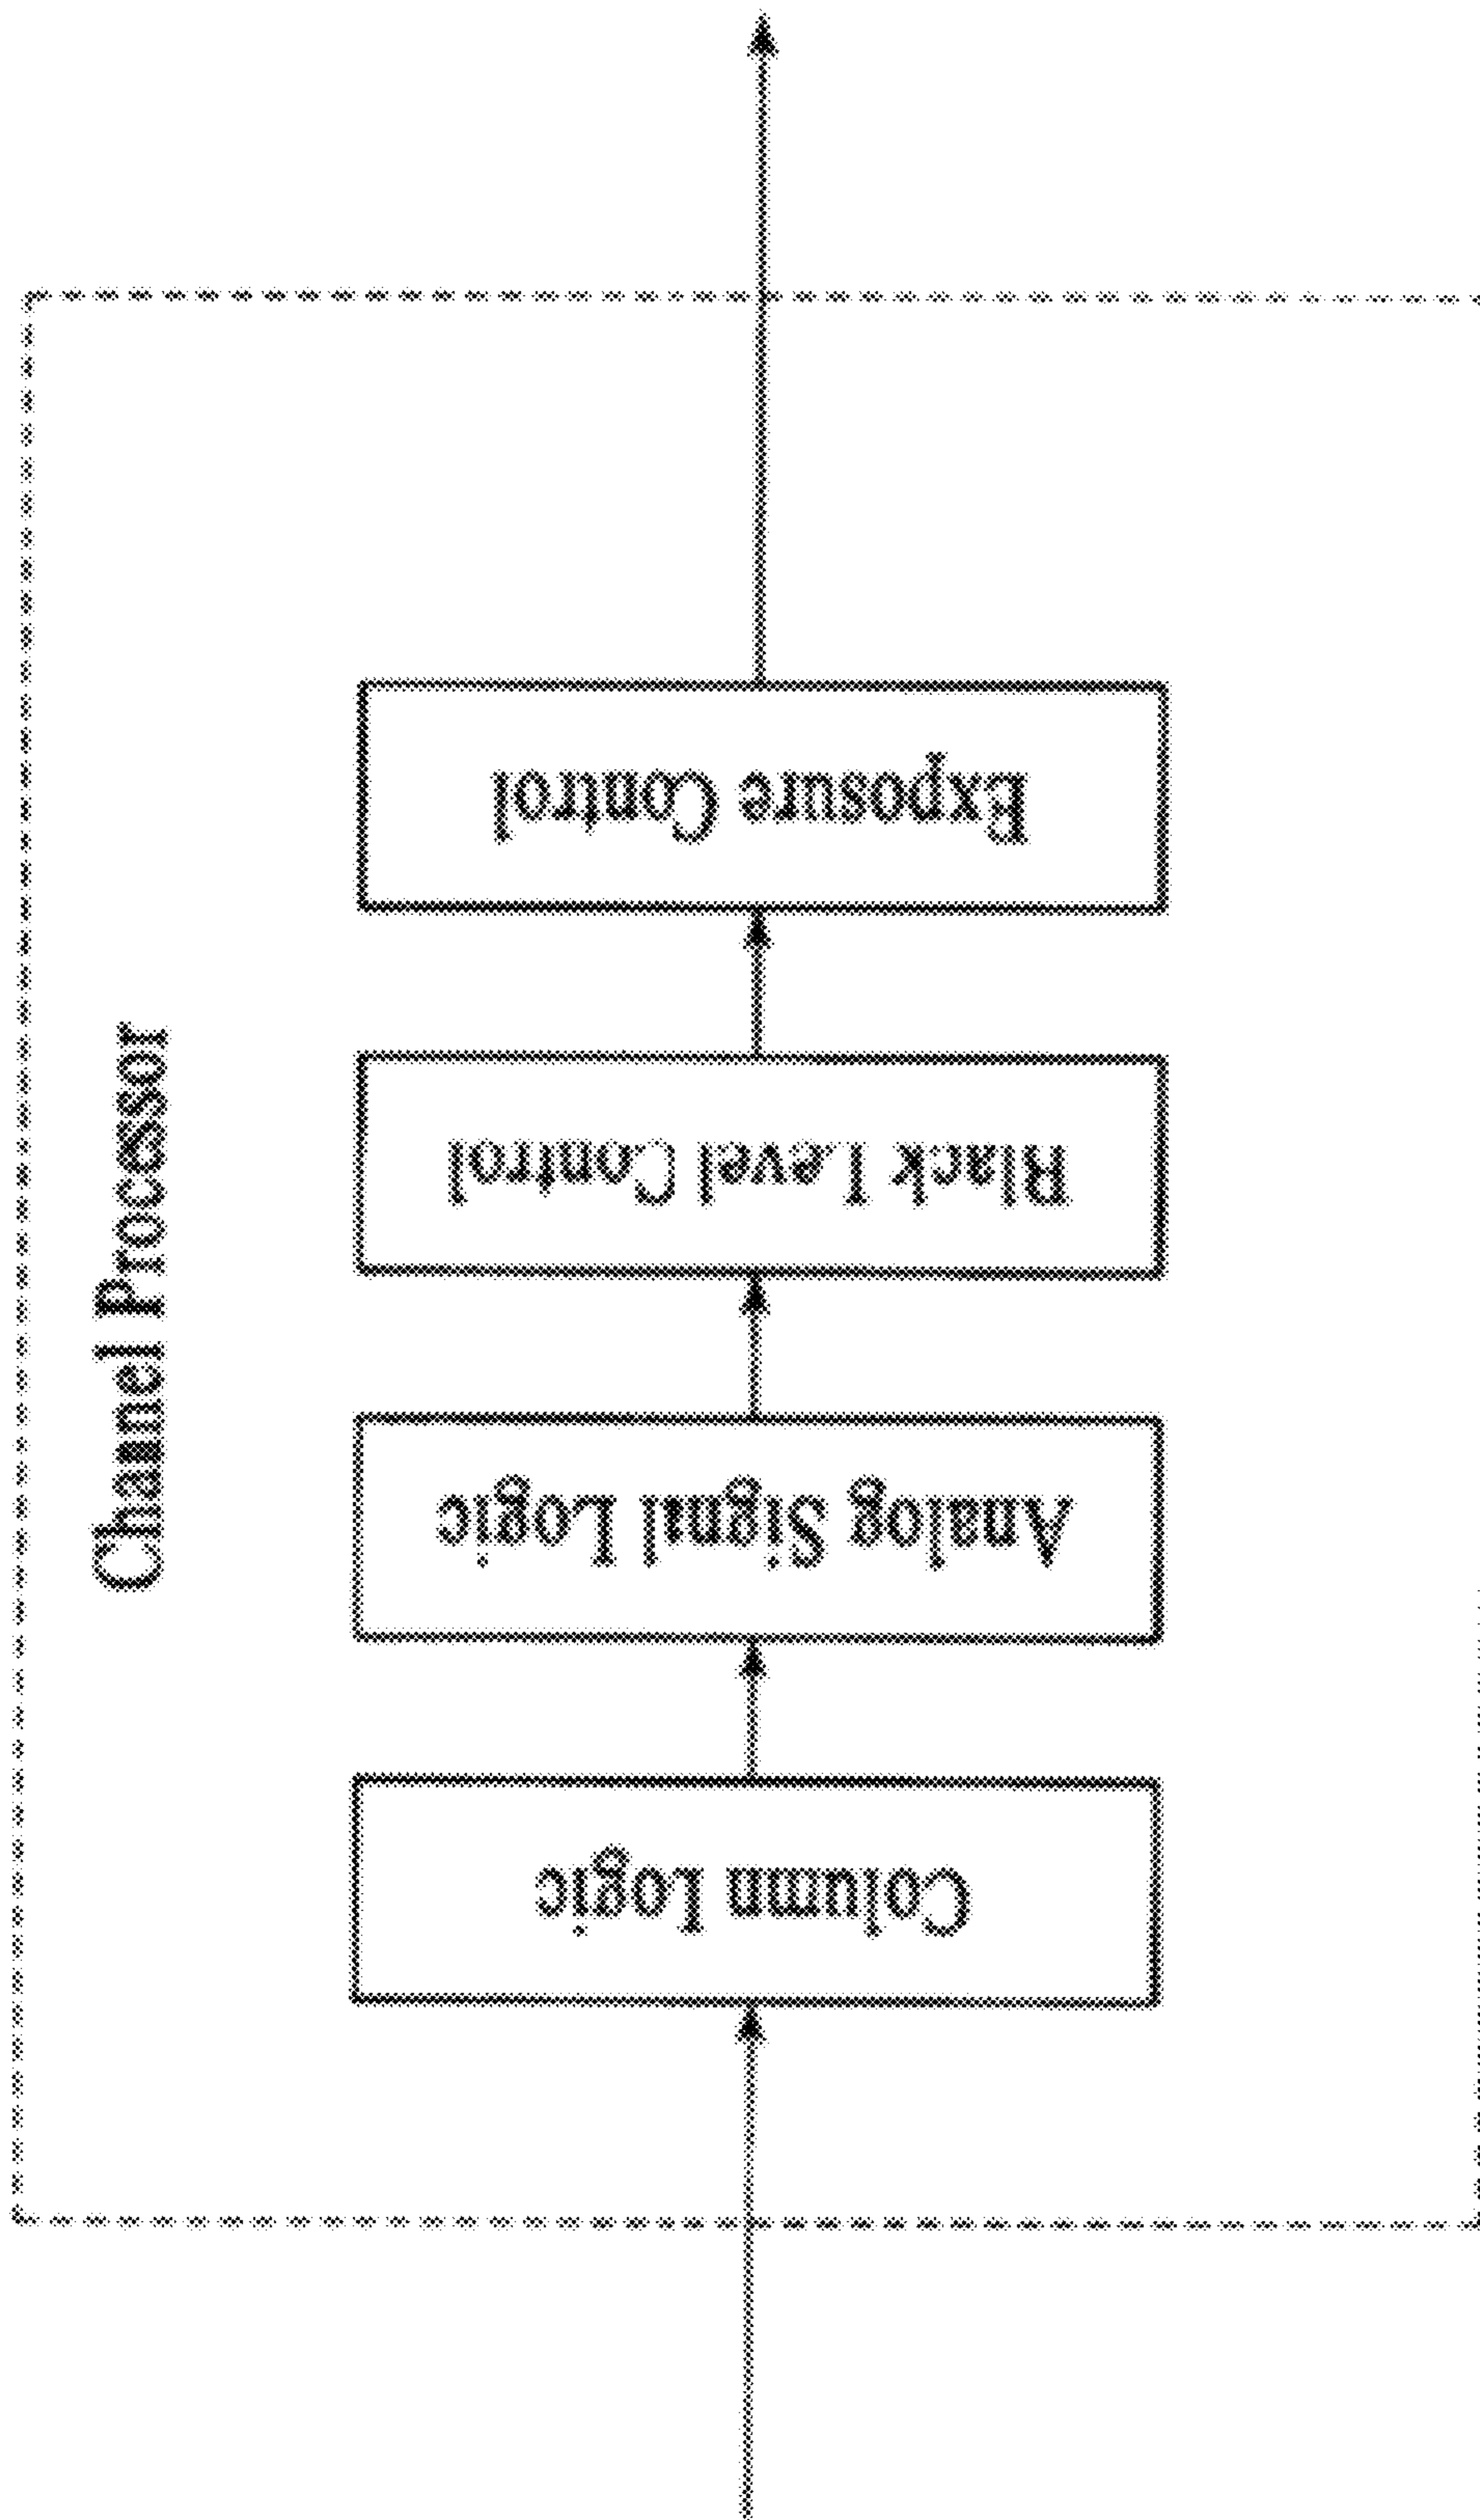 Channel Processor
Column Logic
Analog Signal Logic
Black Level Control
Exposure Control